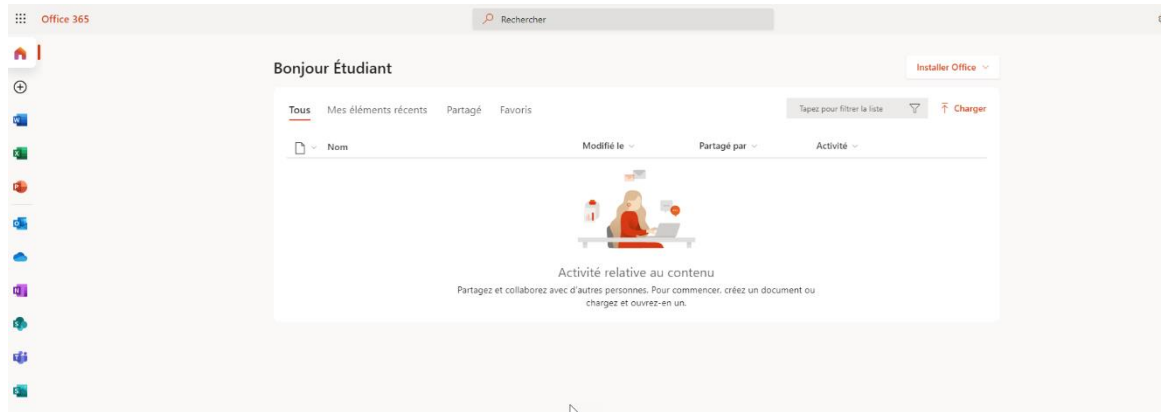 Office 365
Rechercher
Bonjour Étudiant
Installer Office
Tous Mes éléments récents Partagé Favoris
Tapez pour filtrer la liste
Charger
Nom Modifié le Partagé par Activité
Activité relative au contenu
Partagez et collaborez avec d'autres personnes. Pour commencer, créez un document ou
chargez et ouvrez-en un.